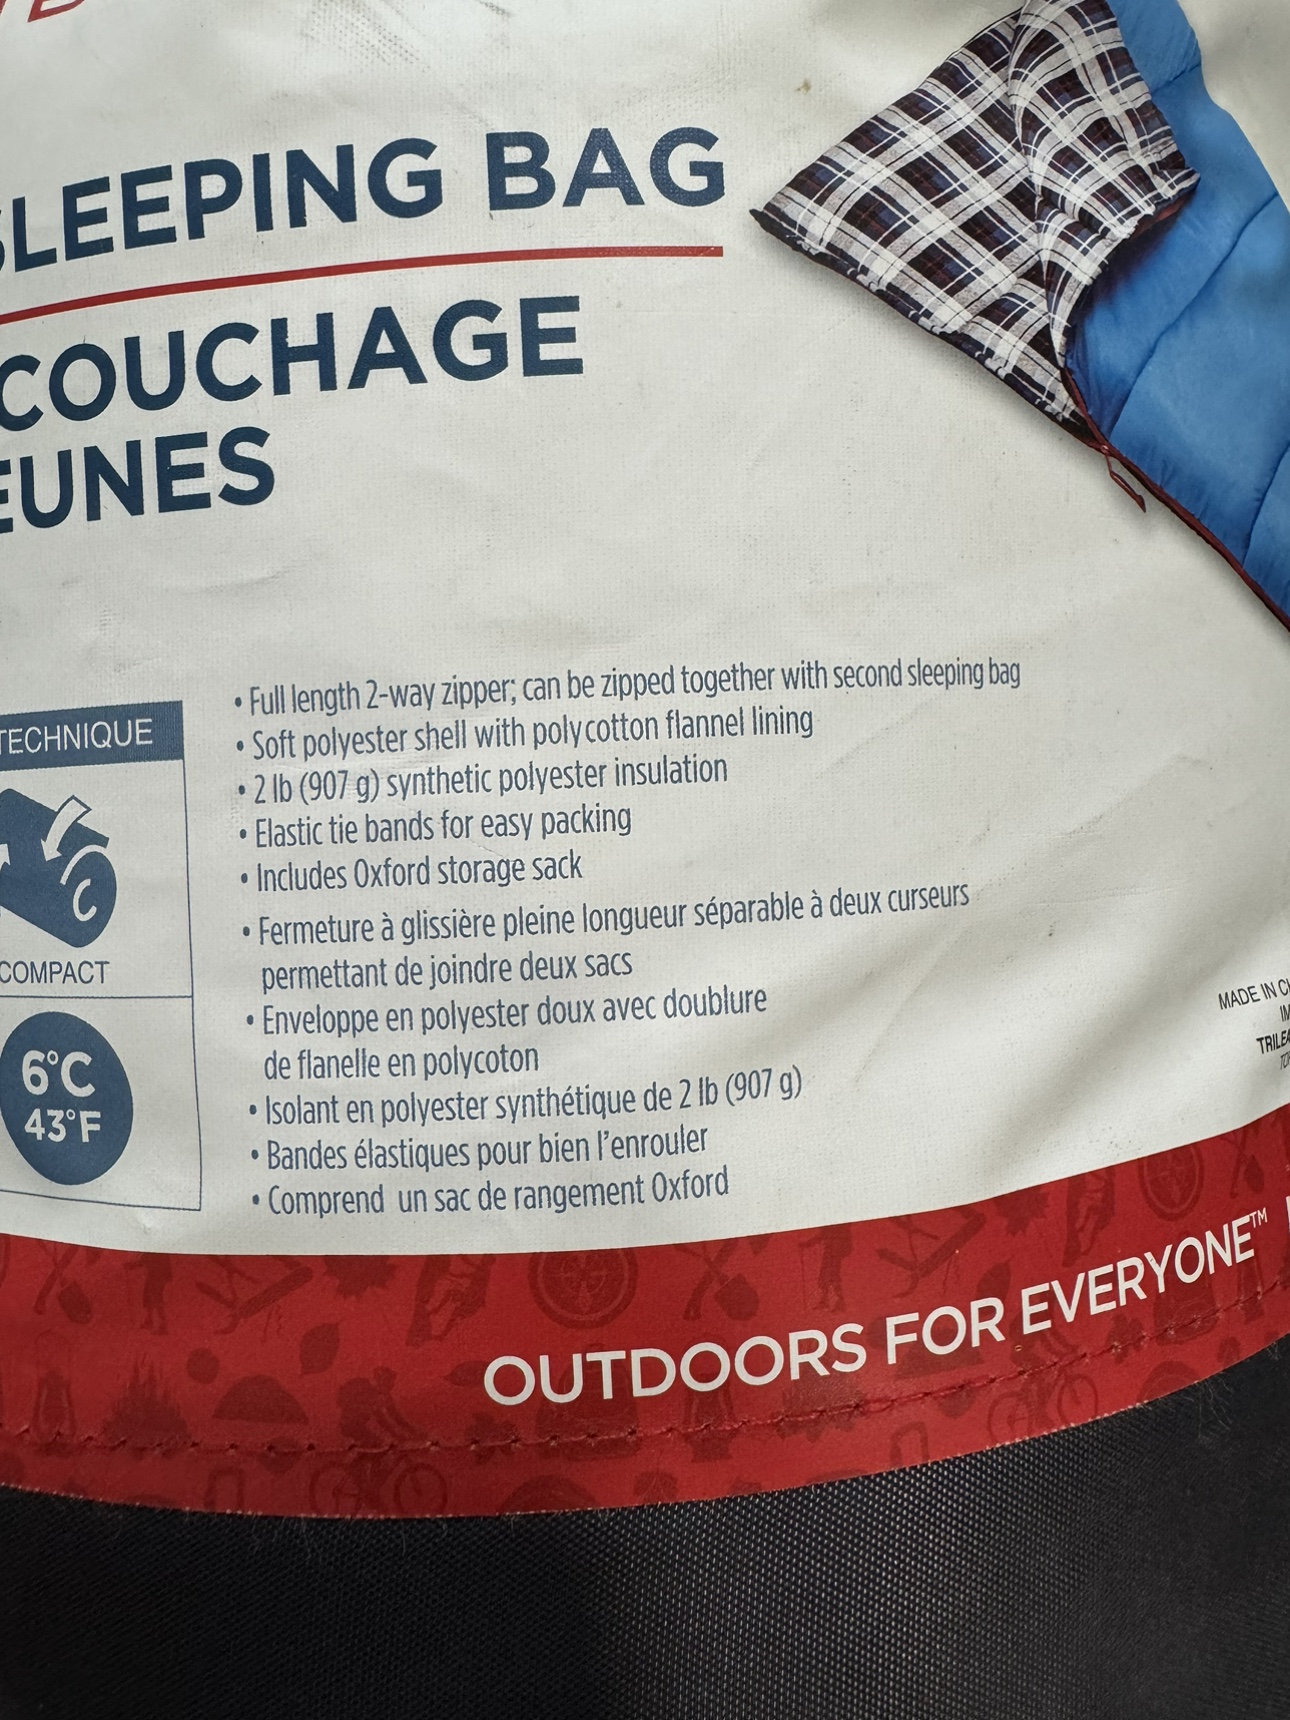 SLEEPING BAG
COUCHAGE
EUNES
TECHNIQUE
COMPACT
6°C
43°F
• Full length 2-way zipper; can be zipped together with second sleeping bag
• Soft polyester shell with polycotton flannel lining
• 2 lb (907 g) synthetic polyester insulation
• Elastic tie bands for easy packing
• Includes Oxford storage sack
• Fermeture à glissière pleine longueur séparable à deux curseurs
permettant de joindre deux sacs
• Enveloppe en polyester doux avec doublure
de flanelle en polycoton
• Isolant en polyester synthétique de 2 lb (907 g)
• Bandes élastiques pour bien l'enrouler
• Comprend un sac de rangement Oxford
MADE IN
OUTDOORS FOR EVERYONE™